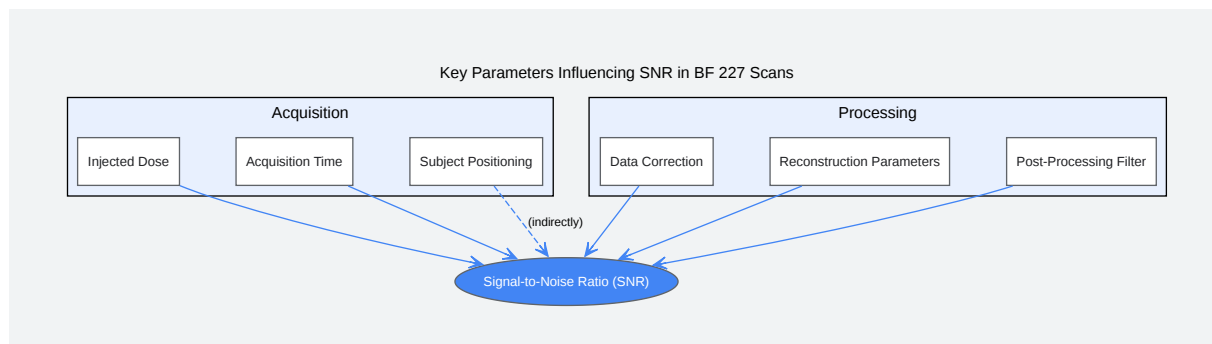 Key Parameters Influencing SNR in BF 227 Scans
Acquisition
Processing
Injected Dose
Acquisition Time
Subject Positioning
Data Correction
Reconstruction Parameters
Post-Processing Filter
(indirectly)
Signal-to-Noise Ratio (SNR)